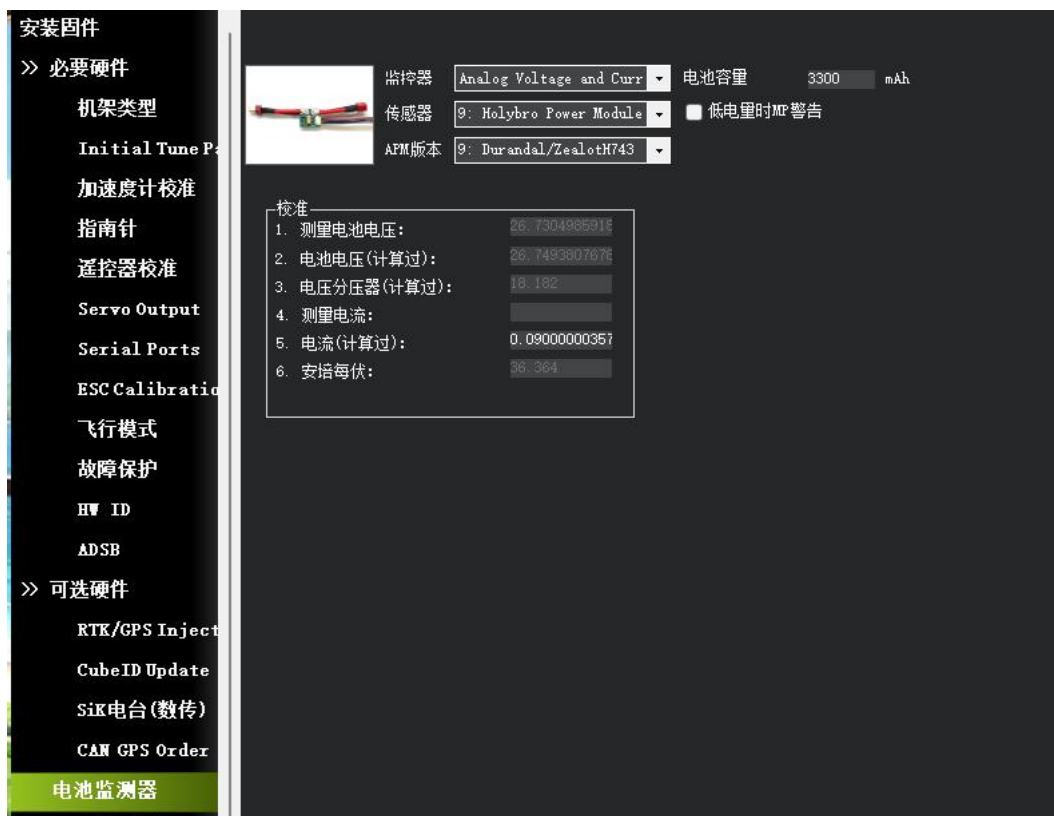 安装固件
>> 必要硬件
机架类型
Initial Tune Pa
加速度计校准
指南针
遥控器校准
Servo Output
Serial Ports
ESC Calibratio
飞行模式
故障保护
HW ID
ADSB
>> 可选硬件
RTK/GPS Inject
CubeID Update
SiK电台(数传)
CAN GPS Order
电池监测器
监控器 Analog Voltage and Curr 电池容量 3300 mAh
传感器 9: Holybro Power Module 低电量时MP警告
APM版本 9: Durandal/ZealotH743
校准
1. 测量电池电压: 26.7304985918
2. 电池电压(计算过): 26.7493807678
3. 电压分压器(计算过): 18.182
4. 测量电流:
5. 电流(计算过): 0.09000000357
6. 安培每伏: 36.364